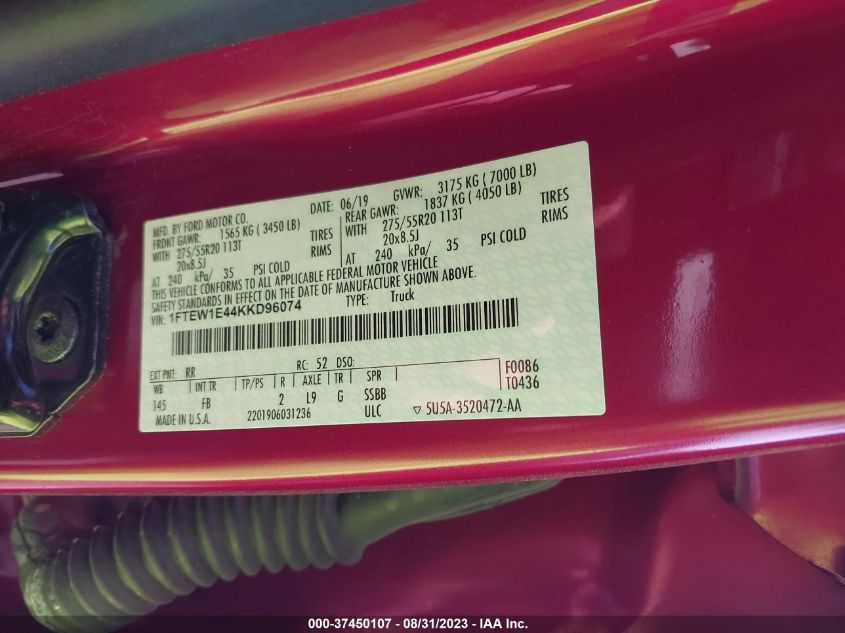 MFD. BY FORD MOTOR CO. DATE: 06/19 GVWR: 3175 KG ( 7000 LB)
FRONT GAWR: 1565 KG ( 3450 LB) REAR GAWR: 1837 KG ( 4050 LB)
WITH 275/55R20 113T TIRES WITH 275/55R20 113T TIRES
20x8.5J RIMS 20x8.5J RIMS
AT 240 kPa/ 35 PSI COLD AT 240 kPa/ 35 PSI COLD
THIS VEHICLE CONFORMS TO ALL APPLICABLE FEDERAL MOTOR VEHICLE
SAFETY STANDARDS IN EFFECT ON THE DATE OF MANUFACTURE SHOWN ABOVE.
VIN: 1FTEW1E44KKD96074 TYPE: Truck
EXT PNT: RR RC: 52 DSO: F0086
WB INT TR TP/PS R AXLE TR SPR T0436
145 FB 2 L9 G SSBB
MADE IN U.S.A. 2201906031236 ULC ▽ 5U5A-3520472-AA
000-37450107 - 08/31/2023 - IAA Inc.